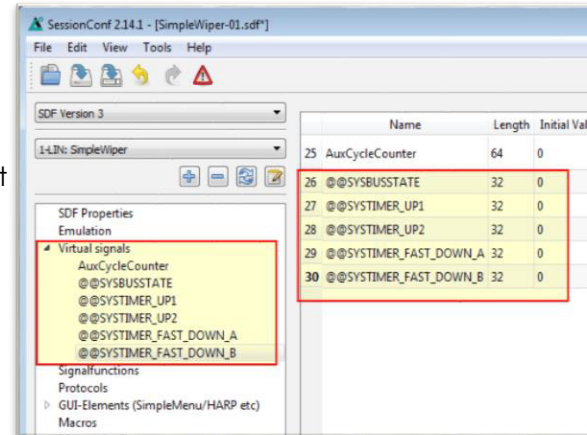 SessionConf 2.14.1 - [SimpleWiper-01.sdf*]
File Edit View Tools Help
SDF Version 3
1-LIN: SimpleWiper
t
SDF Properties
Emulation
Virtual signals
AuxCycleCounter
@@SYSBUSSTATE
@@SYSTIMER_UP1
@@SYSTIMER_UP2
@@SYSTIMER_FAST_DOWN_A
@@SYSTIMER_FAST_DOWN_B
Signalfunctions
Protocols
GUI-Elements (SimpleMenu/HARP etc)
Macros
Name Length Initial Val
25 AuxCycleCounter 64 0
26 @@SYSBUSSTATE 32 0
27 @@SYSTIMER_UP1 32 0
28 @@SYSTIMER_UP2 32 0
29 @@SYSTIMER_FAST_DOWN_A 32 0
30 @@SYSTIMER_FAST_DOWN_B 32 0